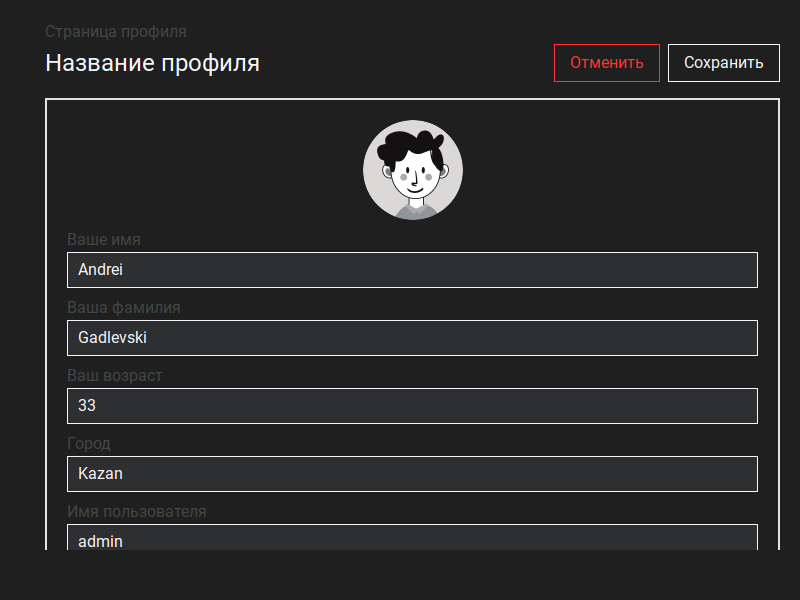 Страница профиля
Название профиля
Отменить
Сохранить
Ваше имя
Andrei
Ваша фамилия
Gadlevski
Ваш возраст
33
Город
Kazan
Имя пользователя
admin